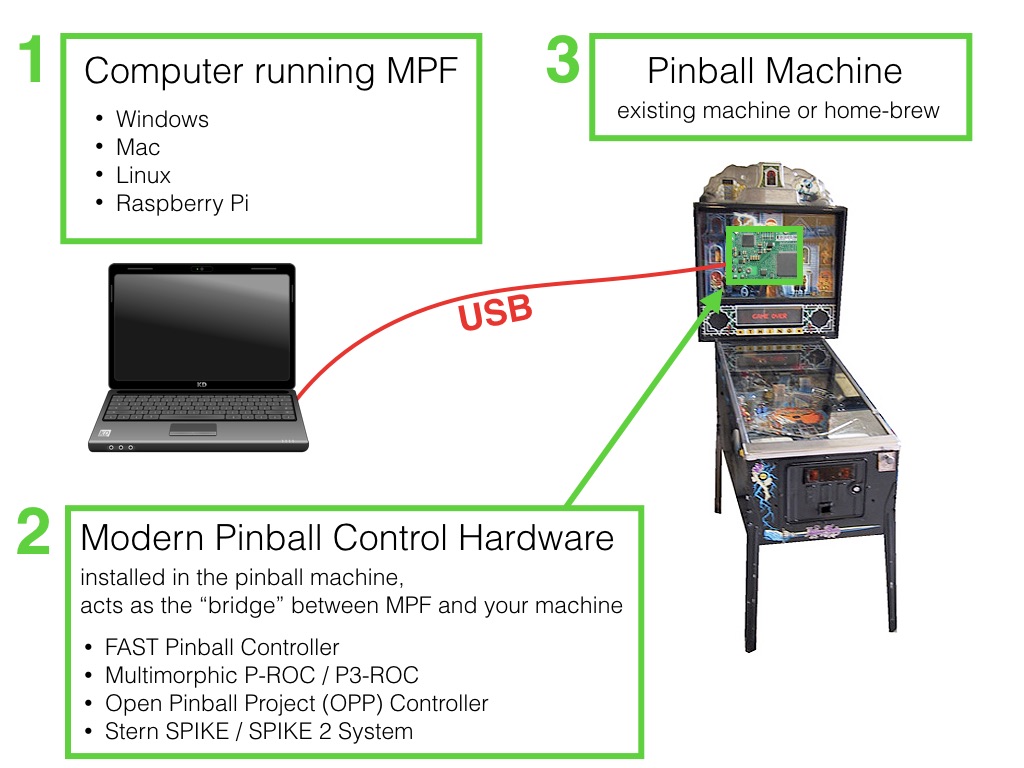 1
Computer running MPF
• Windows
• Mac
• Linux
• Raspberry Pi
3
Pinball Machine
existing machine or home-brew
USB
GAME OVER
THING
KD
2
Modern Pinball Control Hardware
installed in the pinball machine,
acts as the “bridge” between MPF and your machine
• FAST Pinball Controller
• Multimorphic P-ROC / P3-ROC
• Open Pinball Project (OPP) Controller
• Stern SPIKE / SPIKE 2 System